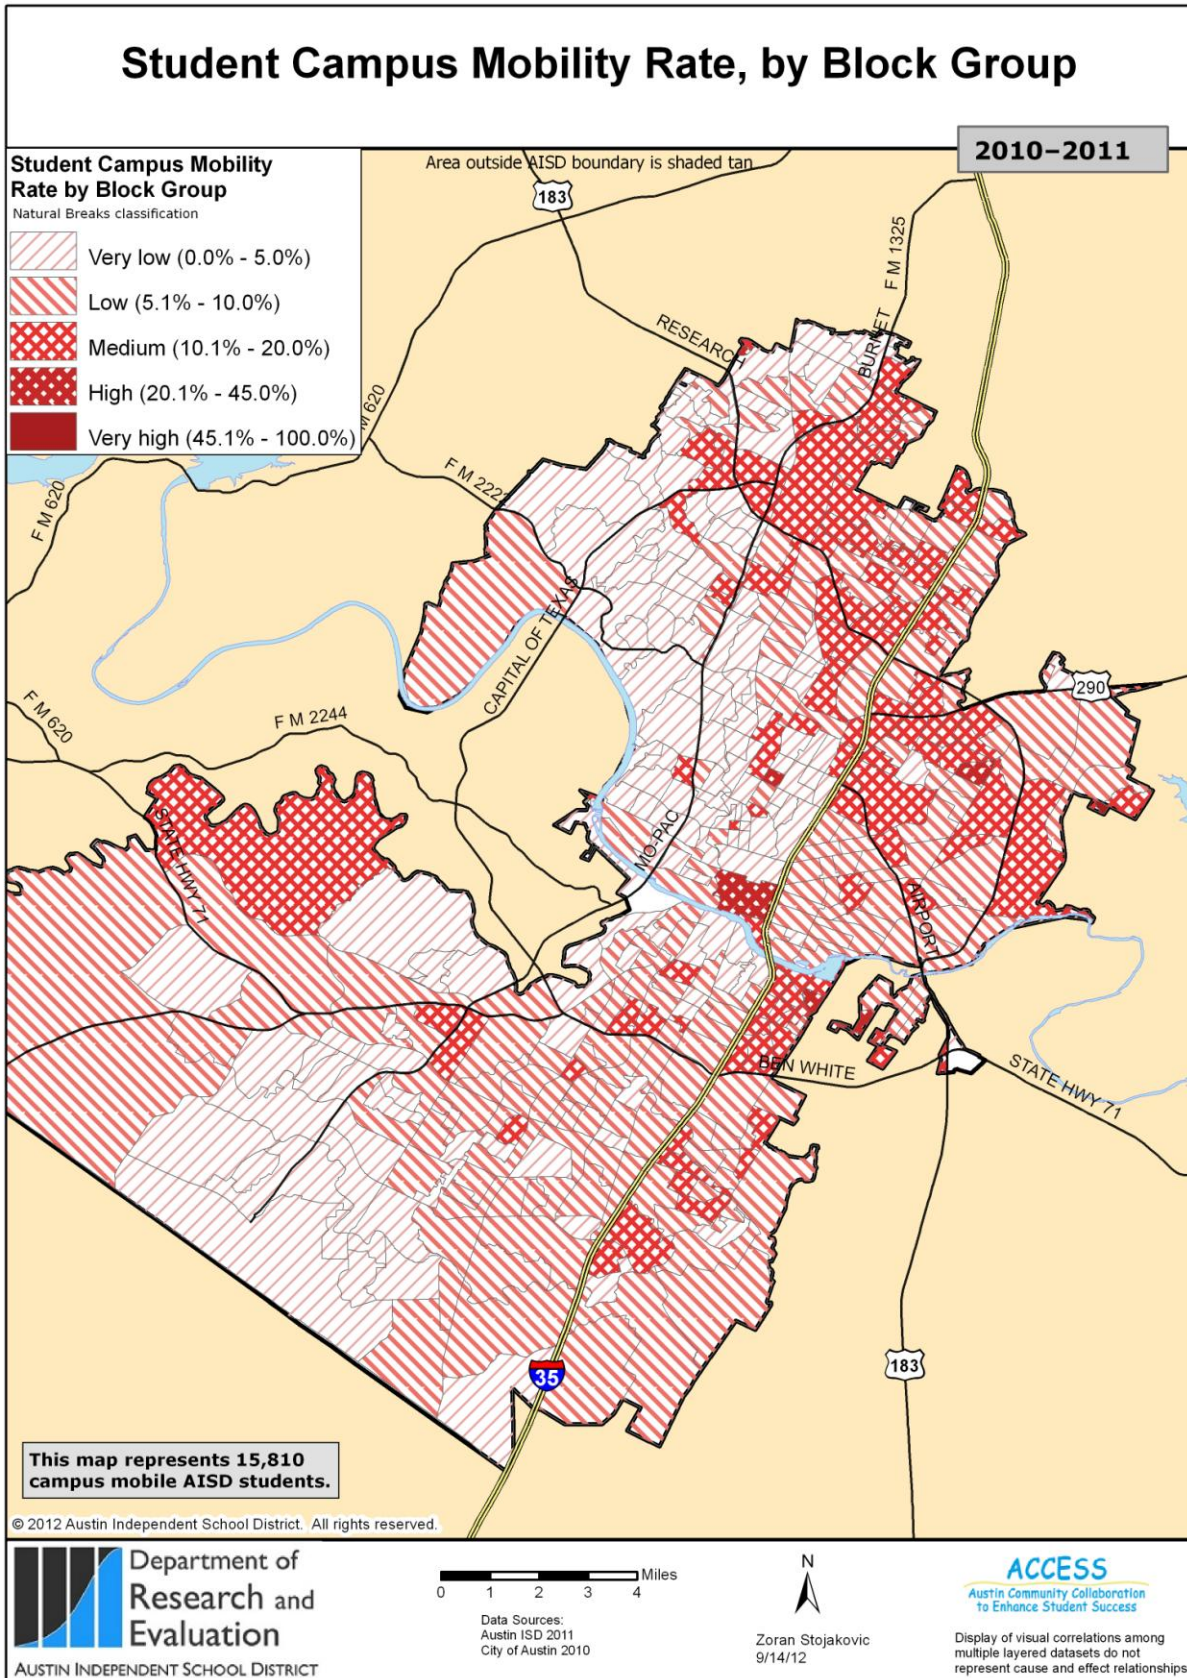 Student Campus Mobility Rate, by Block Group
2010–2011
Student Campus Mobility
Rate by Block Group
Natural Breaks classification
Very low (0.0% - 5.0%)
Low (5.1% - 10.0%)
Medium (10.1% - 20.0%)
High (20.1% - 45.0%)
Very high (45.1% - 100.0%)
Area outside AISD boundary is shaded tan
183
F M 1325
BURNET
RESEARCH
M 620
F M 620
F M 2222
CAPITAL OF TEXAS
290
F M 620
F M 2244
STATE HWY 71
MO-PAC
AIRPORT
BEN WHITE
STATE HWY 71
183
35
This map represents 15,810
campus mobile AISD students.
© 2012 Austin Independent School District. All rights reserved.
Department of
Research and
Evaluation
AUSTIN INDEPENDENT SCHOOL DISTRICT
0 1 2 3 4 Miles
Data Sources:
Austin ISD 2011
City of Austin 2010
N
Zoran Stojakovic
9/14/12
ACCESS
Austin Community Collaboration
to Enhance Student Success
Display of visual correlations among
multiple layered datasets do not
represent cause and effect relationships